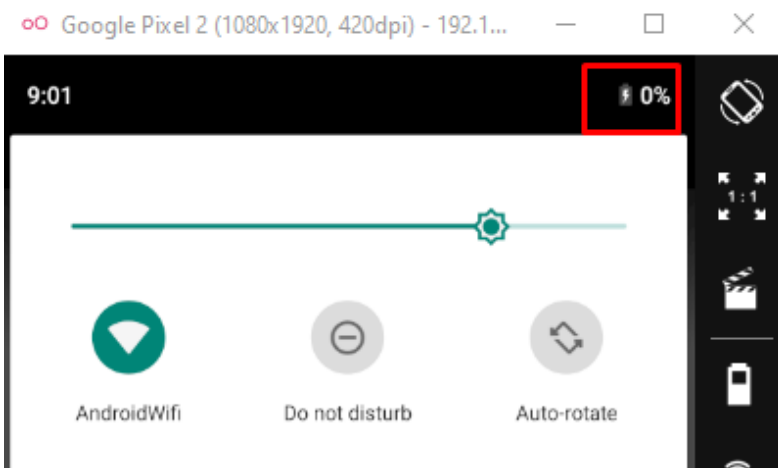 Google Pixel 2 (1080x1920, 420dpi) - 192.1...
9:01
0%
1:1
AndroidWifi
Do not disturb
Auto-rotate